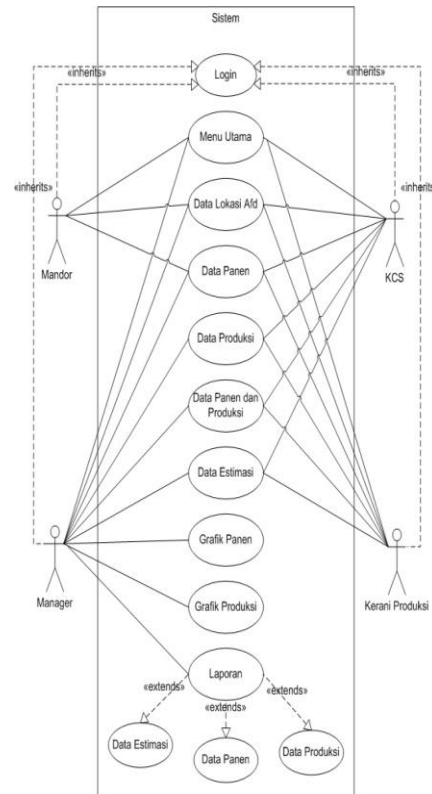 Sistem
«inherits»
«inherits»
Login
Menu Utama
«inherits»
«inherits»
Data Lokasi Afd
Mandor
KCS
Data Panen
Data Produksi
Data Panen dan
Produksi
Data Estimasi
Manager
Kerani Produksi
Grafik Panen
Grafik Produksi
Laporan
«extends»
«extends»
«extends»
Data Estimasi
Data Panen
Data Produksi